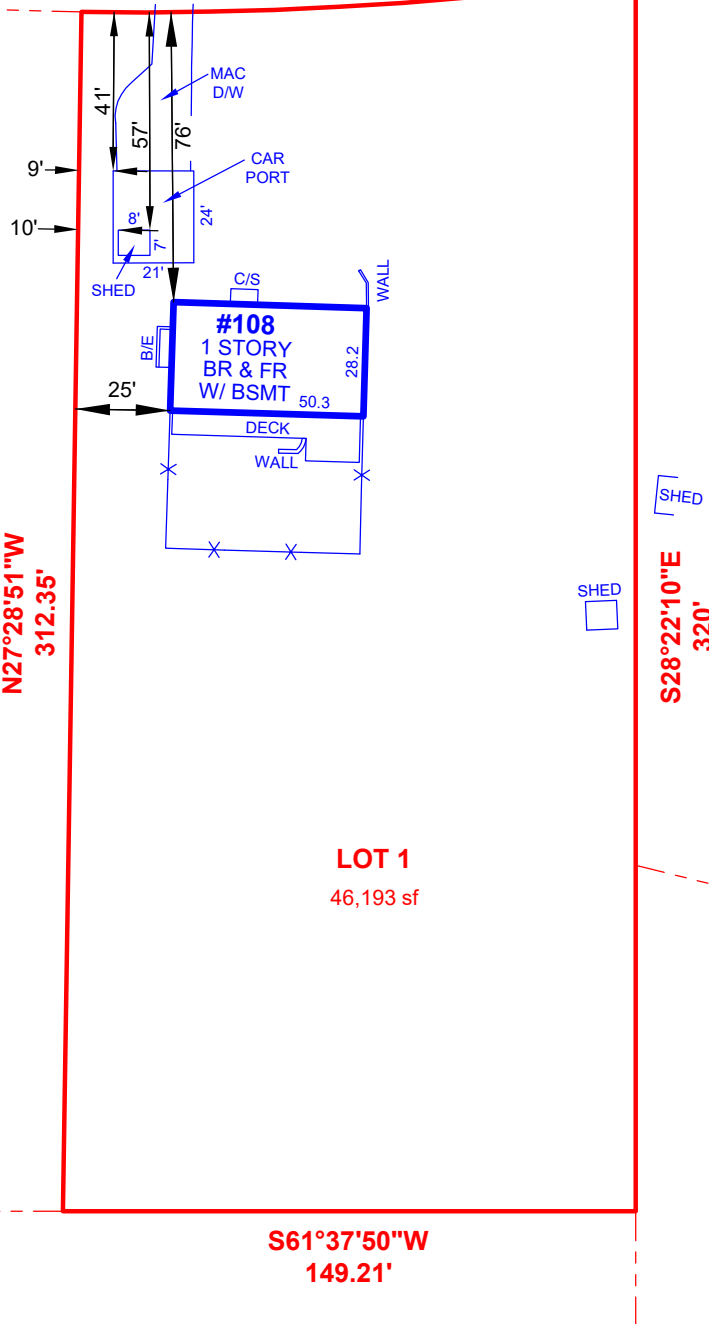 MAC
D/W
41'
57'
76'
CAR
PORT
9'
10'
8'
7'
24'
21'
SHED
C/S
WALL
#108
1 STORY
BR & FR
W/ BSMT
50.3
28.2
B/E
25'
DECK
WALL
SHED
SHED
N27°28'51"W
312.35'
S28°22'10"E
320'
LOT 1
46,193 sf
S61°37'50"W
149.21'